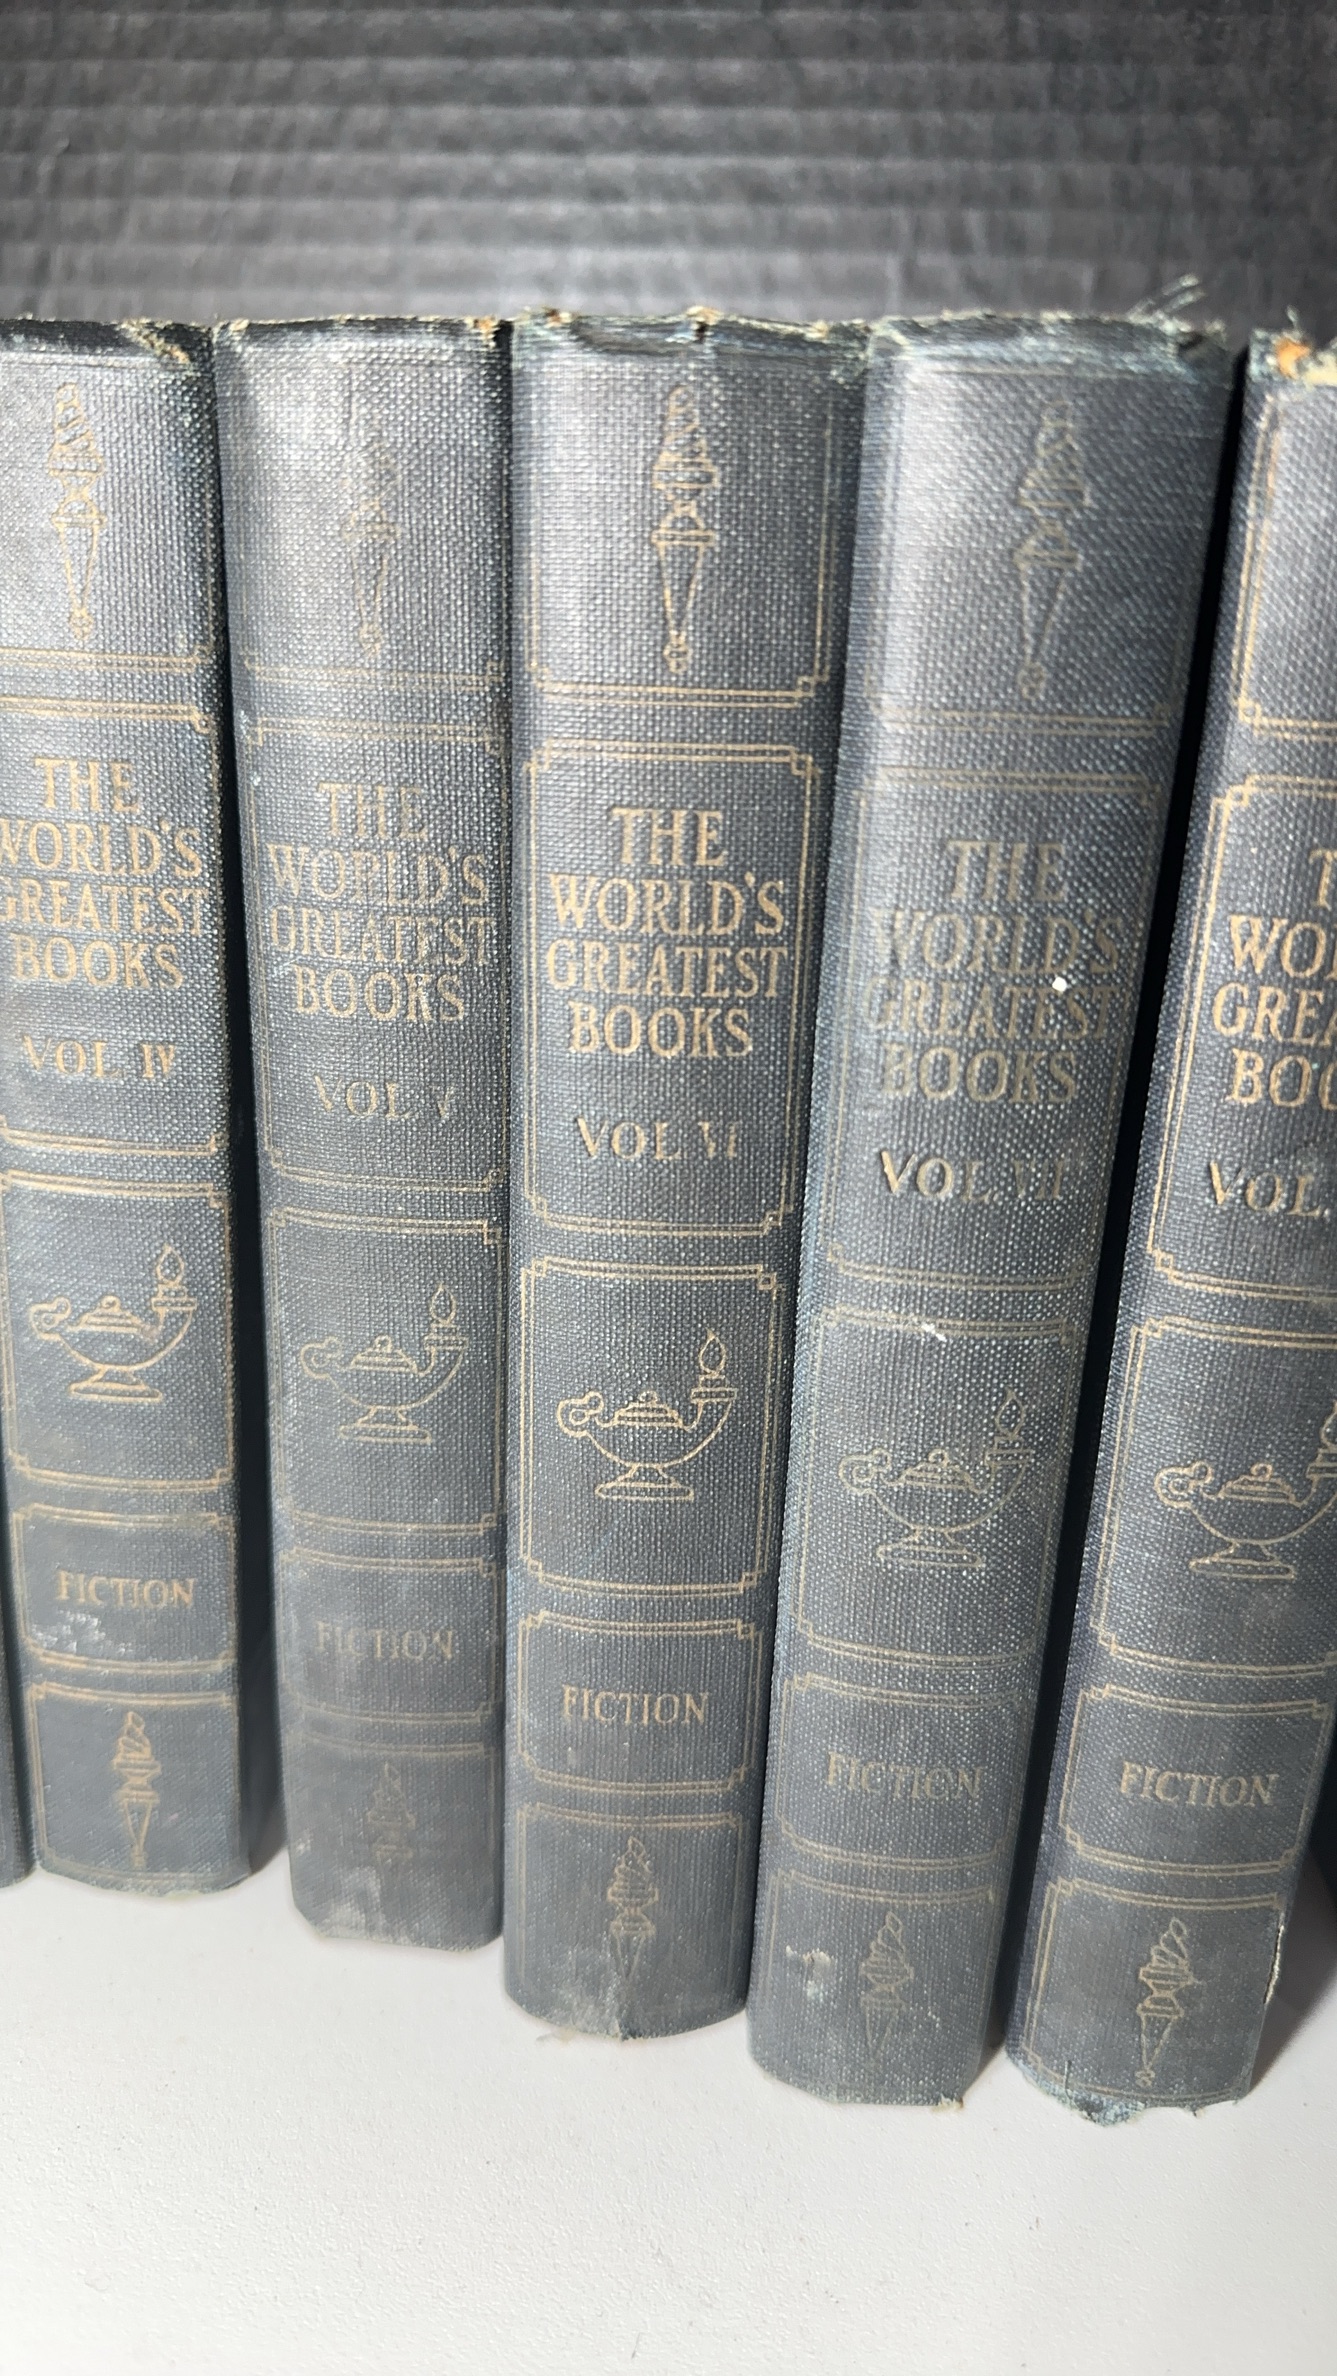 THE
WORLD'S
GREATEST
BOOKS
VOL IV
FICTION
THE
WORLD'S
GREATEST
BOOKS
VOL V
FICTION
THE
WORLD'S
GREATEST
BOOKS
VOL VI
FICTION
THE
WORLD'S
GREATEST
BOOKS
VOL VII
FICTION
VOL.
FICTION